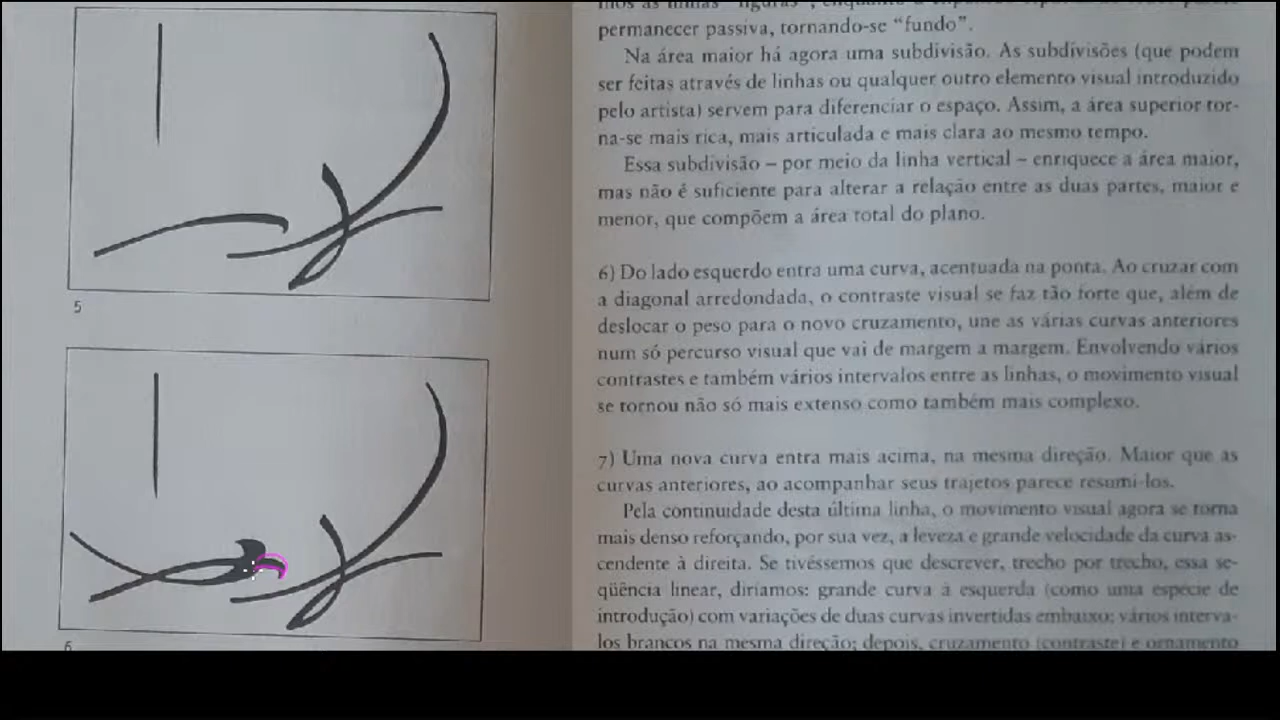 5
6
permanecer passiva, tornando-se “fundo”.
Na área maior há agora uma subdivisão. As subdivisões (que podem
ser feitas através de linhas ou qualquer outro elemento visual introduzido
pelo artista) servem para diferenciar o espaço. Assim, a área superior tor-
na-se mais rica, mais articulada e mais clara ao mesmo tempo.
Essa subdivisão – por meio da linha vertical – enriquece a área maior,
mas não é suficiente para alterar a relação entre as duas partes, maior e
menor, que compõem a área total do plano.
6) Do lado esquerdo entra uma curva, acentuada na ponta. Ao cruzar com
a diagonal arredondada, o contraste visual se faz tão forte que, além de
deslocar o peso para o novo cruzamento, une as várias curvas anteriores
num só percurso visual que vai de margem a margem. Envolvendo vários
contrastes e também vários intervalos entre as linhas, o movimento visual
se tornou não só mais extenso como também mais complexo.
7) Uma nova curva entra mais acima, na mesma direção. Maior que as
curvas anteriores, ao acompanhar seus trajetos parece resumi-los.
Pela continuidade desta última linha, o movimento visual agora se torna
mais denso reforçando, por sua vez, a leveza e grande velocidade da curva as-
cendente à direita. Se tivéssemos que descrever, trecho por trecho, essa se-
qüência linear, diríamos: grande curva à esquerda (como uma espécie de
introdução) com variações de duas curvas invertidas embaixo; vários interva-
los brancos na mesma direção; depois, cruzamento (contraste) e ornamento